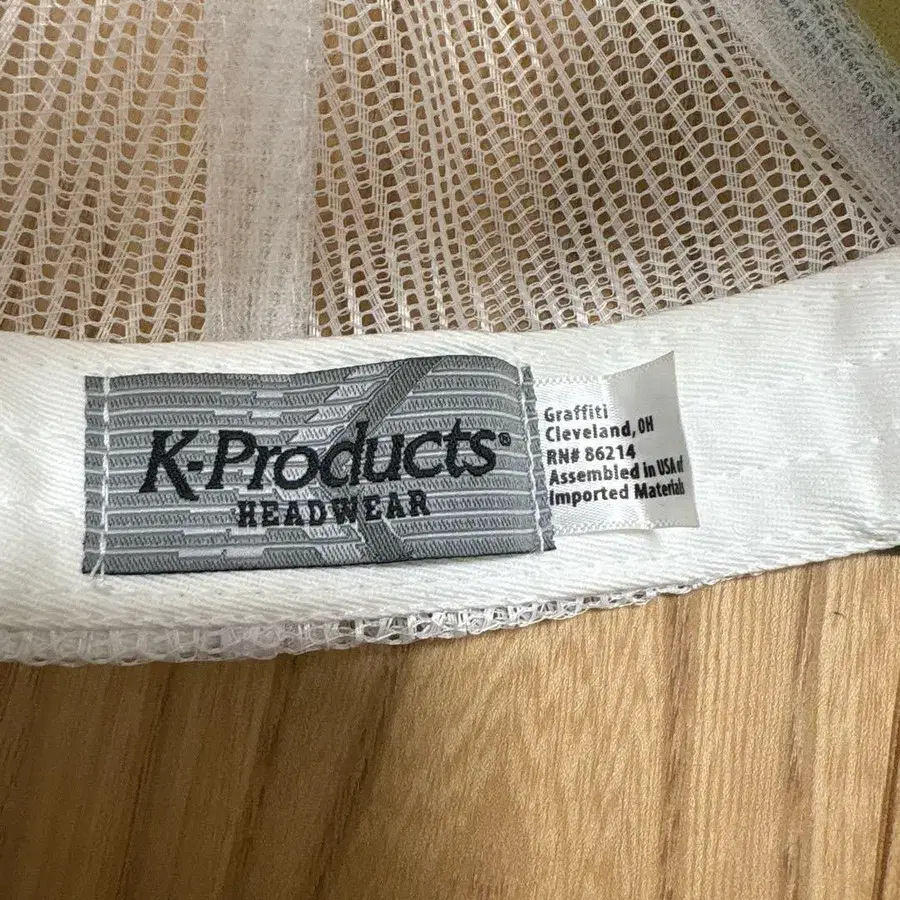 K-Products®
HEADWEAR
Graffiti
Cleveland, OH
RN# 86214
Assembled in USA of
Imported Materials